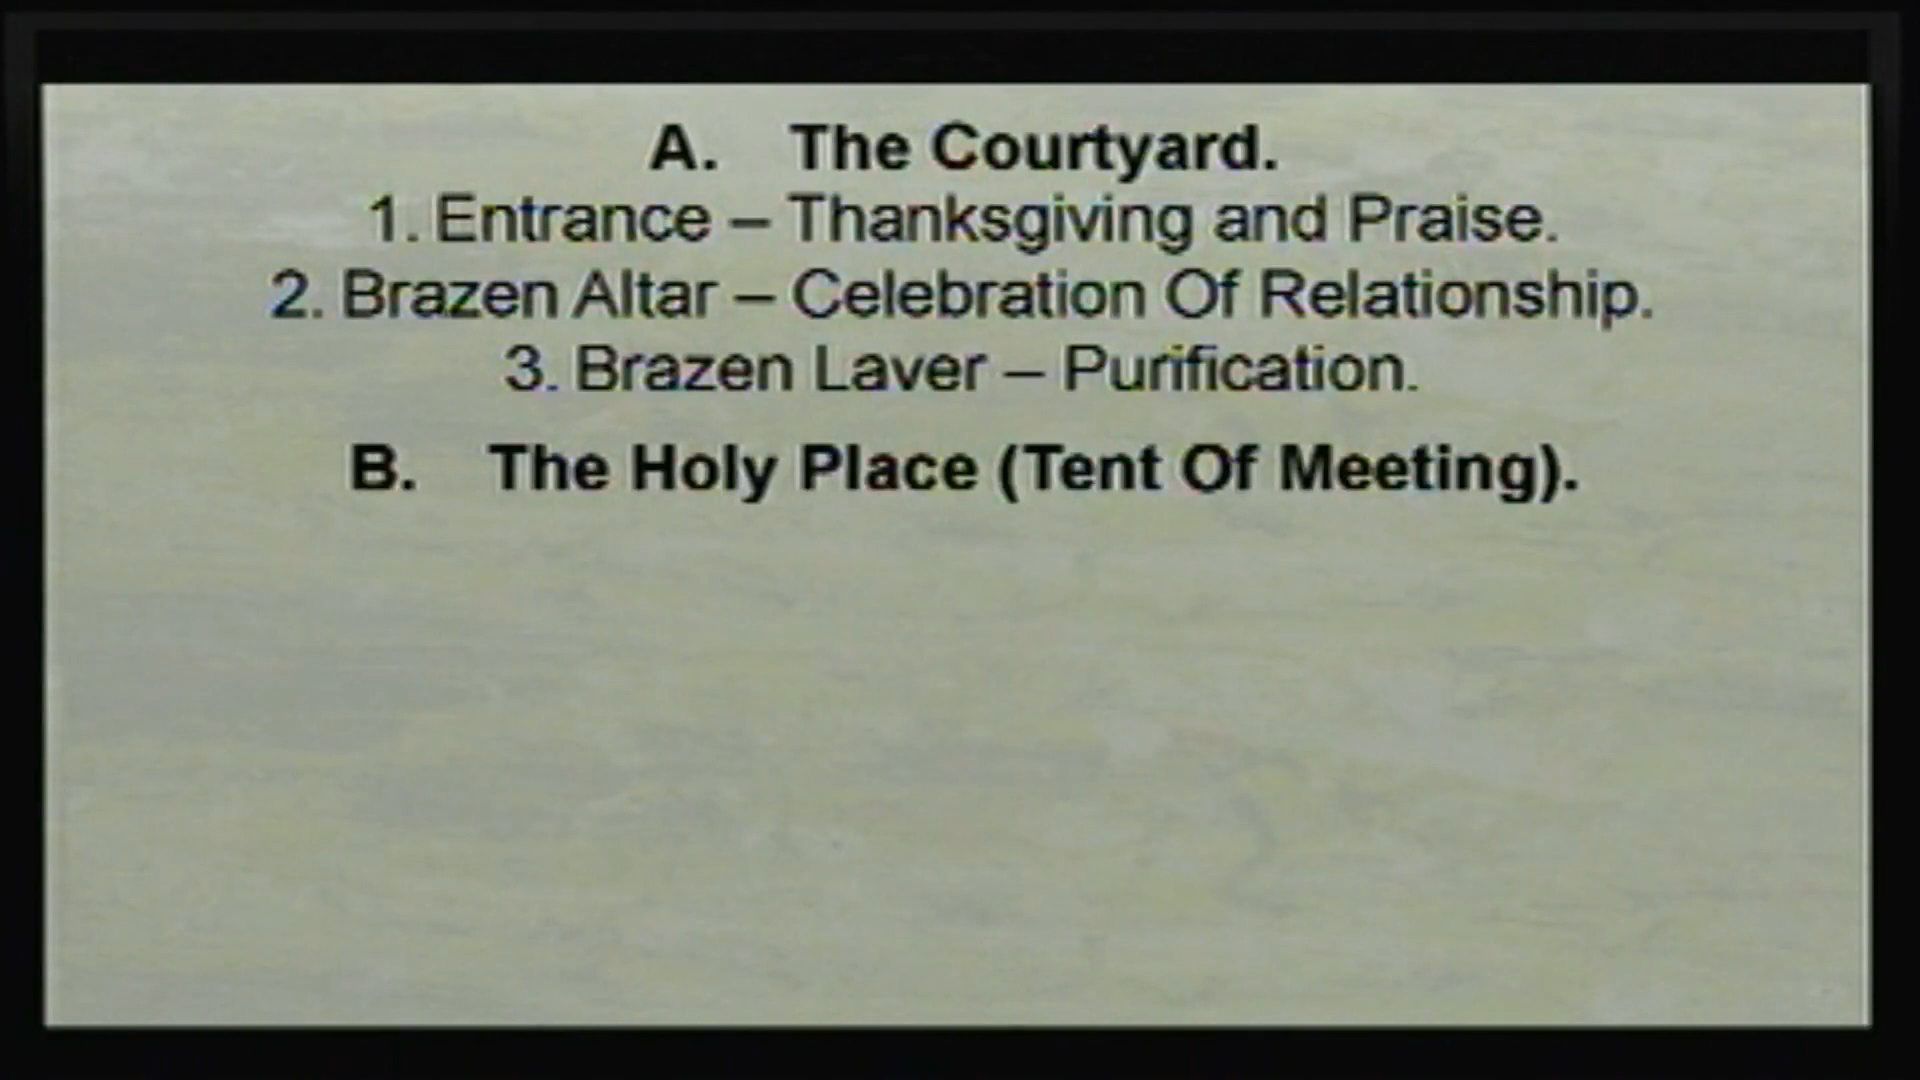 A. The Courtyard.
1. Entrance – Thanksgiving and Praise.
2. Brazen Altar – Celebration Of Relationship.
3. Brazen Laver – Purification.
B. The Holy Place (Tent Of Meeting).